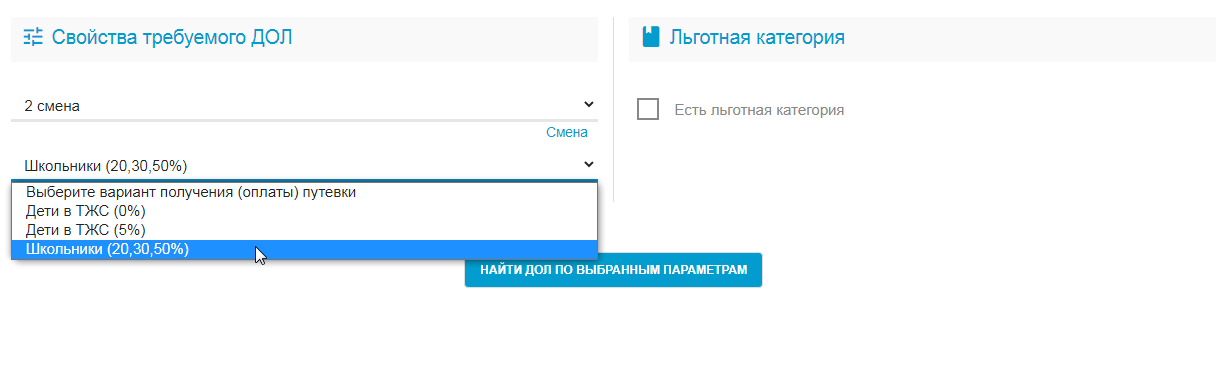 Свойства требуемого ДОЛ
Льготная категория
2 смена
Есть льготная категория
Смена
Школьники (20,30,50%)
Выберите вариант получения (оплаты) путевки
Дети в ТЖС (0%)
Дети в ТЖС (5%)
Школьники (20,30,50%)
НАЙТИ ДОЛ ПО ВЫБРАННЫМ ПАРАМЕТРАМ